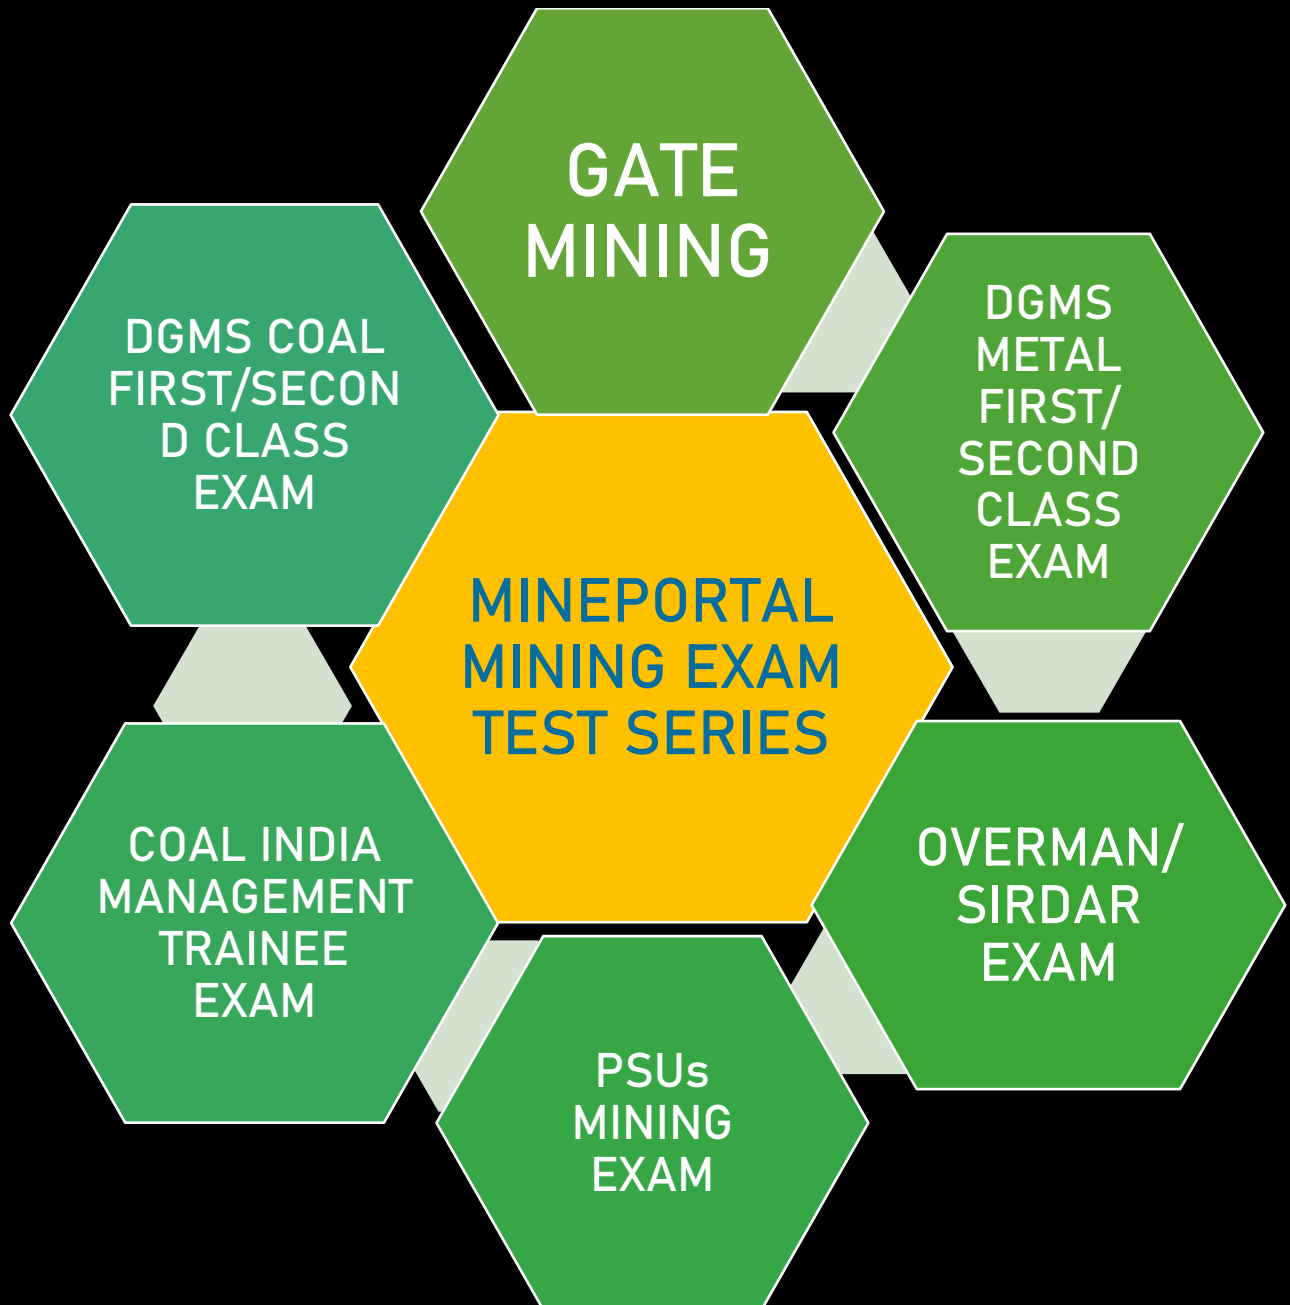 GATE
MINING
DGMS
METAL
FIRST/
SECOND
CLASS
EXAM
OVERMAN/
SIRDAR
EXAM
PSUs
MINING
EXAM
COAL INDIA
MANAGEMENT
TRAINEE
EXAM
DGMS COAL
FIRST/SECON
D CLASS
EXAM
MINEPORTAL
MINING EXAM
TEST SERIES